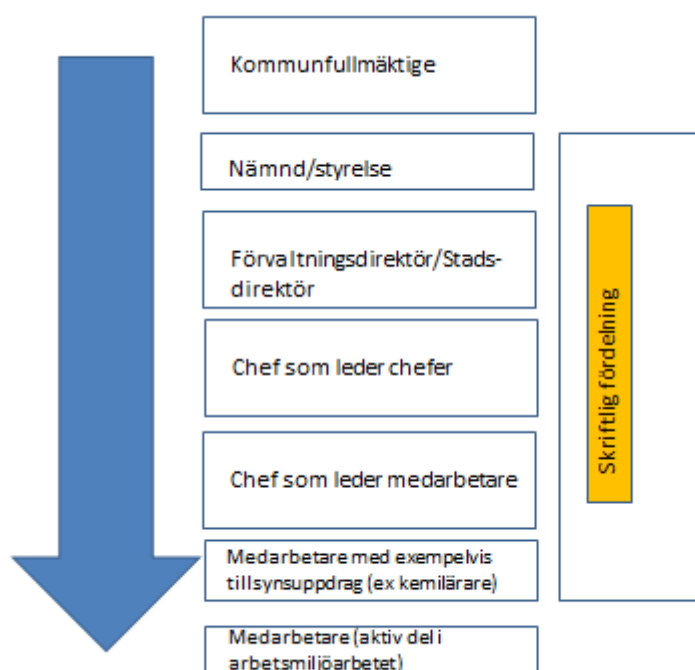 Kommunfullmäktige
Nämnd/styrelse
Förvaltningsdirektör/Stads-
direktör
Chef som leder chefer
Chef som leder medarbetare
Medarbetare med exempelvis
tillsynsuppdrag (ex kemilärare)
Medarbetare (aktiv del i
arbetsmiljöarbetet)
Skriftlig fördelning